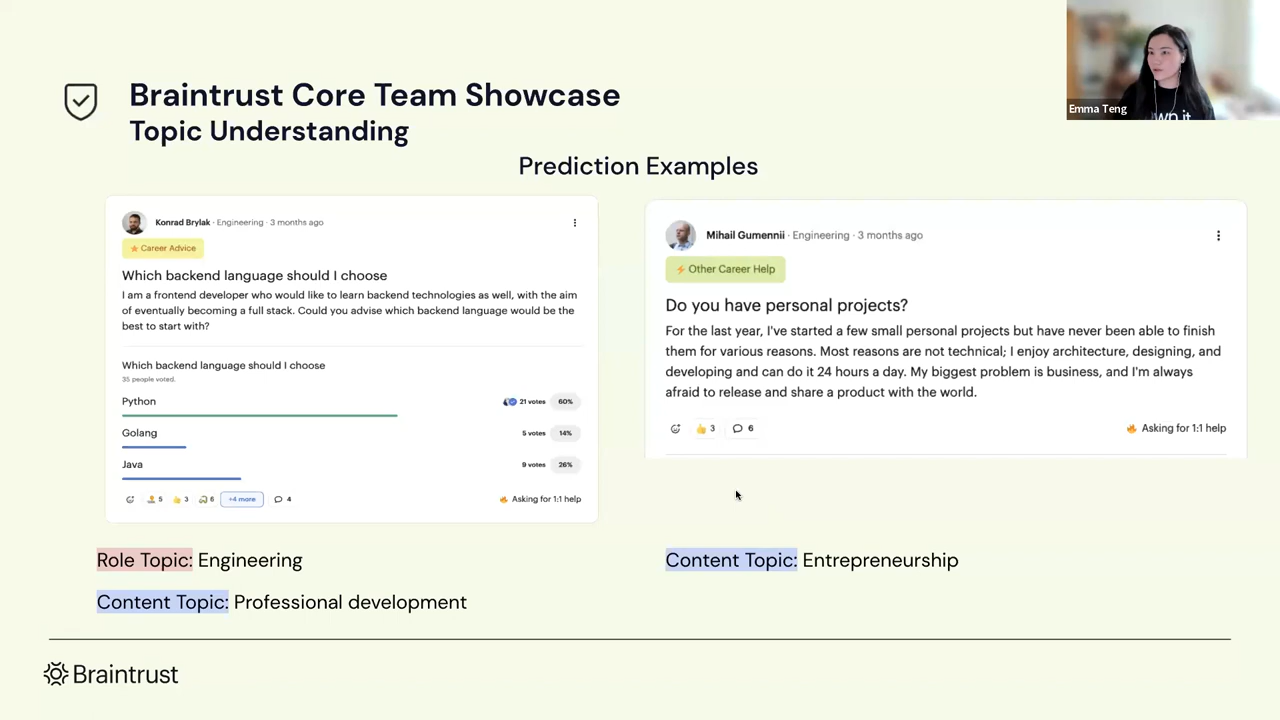 Braintrust Core Team Showcase
Topic Understanding
Prediction Examples
Emma Teng
wn it
Konrad Brylak · Engineering · 3 months ago
Career Advice
Which backend language should I choose
I am a frontend developer who would like to learn backend technologies as well, with the aim
of eventually becoming a full stack. Could you advise which backend language would be the
best to start with?
Which backend language should I choose
35 people voted.
Python 21 votes 60%
Golang 5 votes 14%
Java 9 votes 26%
5 3 6 +4 more 4 Asking for 1:1 help
Role Topic: Engineering
Content Topic: Professional development
Mihail Gumennii · Engineering · 3 months ago
Other Career Help
Do you have personal projects?
For the last year, I've started a few small personal projects but have never been able to finish
them for various reasons. Most reasons are not technical; I enjoy architecture, designing, and
developing and can do it 24 hours a day. My biggest problem is business, and I'm always
afraid to release and share a product with the world.
3 6 Asking for 1:1 help
Content Topic: Entrepreneurship
Braintrust